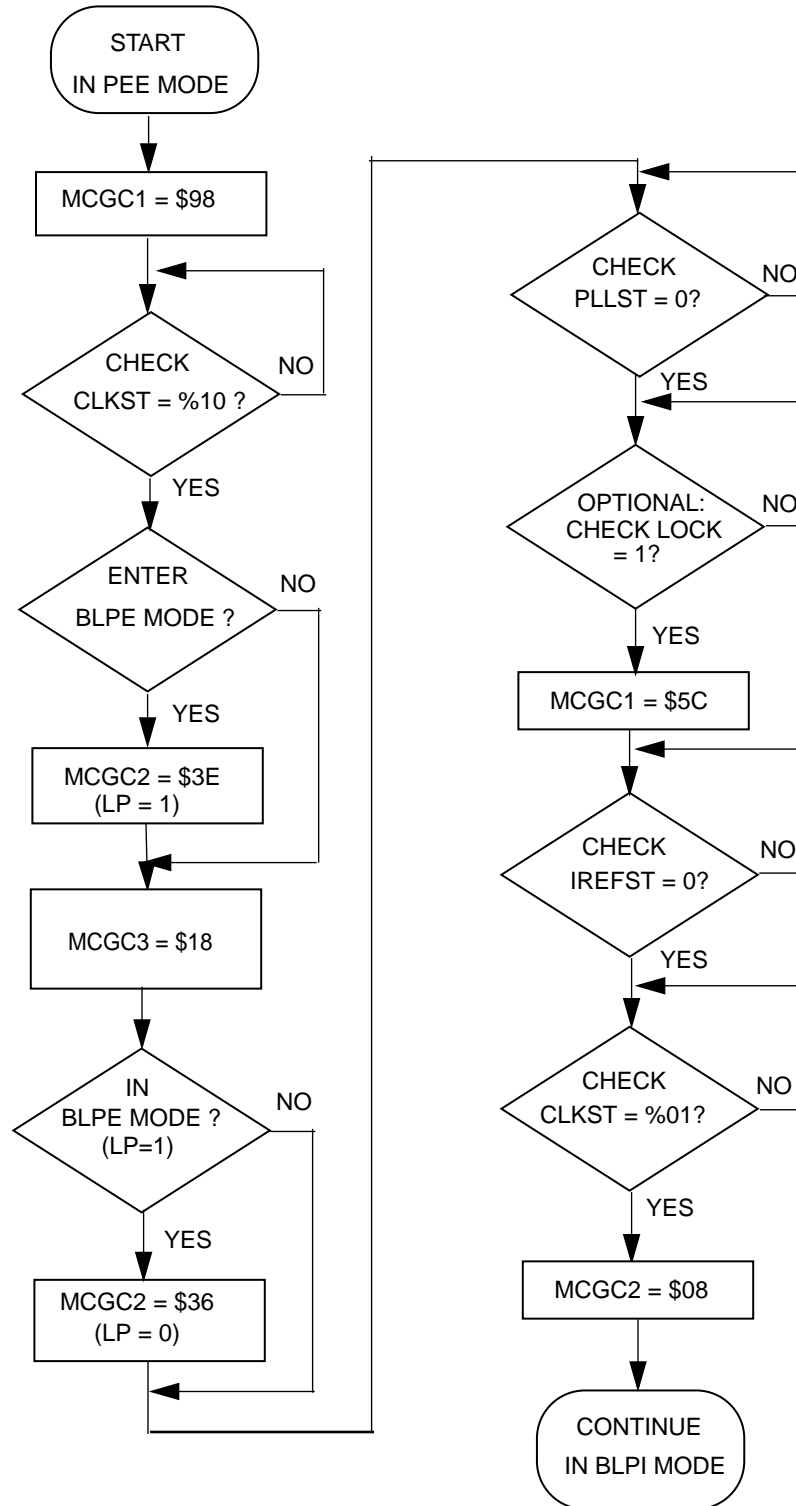 START
IN PEE MODE
MCGC1 = $98
CHECK
CLKST = %10 ?
NO
YES
ENTER
BLPE MODE ?
NO
YES
MCGC2 = $3E
(LP = 1)
MCGC3 = $18
IN
BLPE MODE ?
(LP=1)
NO
YES
MCGC2 = $36
(LP = 0)
CHECK
PLLST = 0?
NO
YES
OPTIONAL:
CHECK LOCK
= 1?
NO
YES
MCGC1 = $5C
CHECK
IREFST = 0?
NO
YES
CHECK
CLKST = %01?
NO
YES
MCGC2 = $08
CONTINUE
IN BLPI MODE